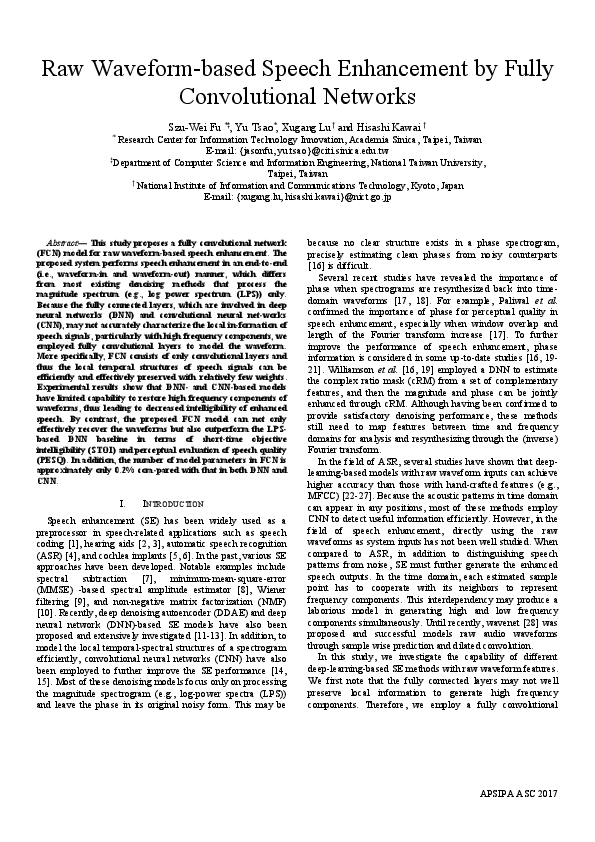 Raw Waveform-based Speech Enhancement by Fully
Convolutional Networks
Szu-Wei Fu *‡, Yu Tsao*, Xugang Lu† and Hisashi Kawai†
* Research Center for Information Technology Innovation, Academia Sinica, Taipei, Taiwan
E-mail: {jasonfu, yu.tsao}@citi.sinica.edu.tw
‡Department of Computer Science and Information Engineering, National Taiwan University,
Taipei, Taiwan
† National Institute of Information and Communications Technology, Kyoto, Japan
E-mail: {xugang.lu, hisashi.kawai}@nict.go.jp
Abstract— This study proposes a fully convolutional network
(FCN) model for raw waveform-based speech enhancement. The
proposed system performs speech enhancement in an end-to-end
(i.e., waveform-in and waveform-out) manner, which differs
from most existing denoising methods that process the
magnitude spectrum (e.g., log power spectrum (LPS)) only.
Because the fully connected layers, which are involved in deep
neural networks (DNN) and convolutional neural net-works
(CNN), may not accurately characterize the local in-formation of
speech signals, particularly with high frequency components, we
employed fully convolutional layers to model the waveform.
More specifically, FCN consists of only convolutional layers and
thus the local temporal structures of speech signals can be
efficiently and effectively preserved with relatively few weights.
Experimental results show that DNN- and CNN-based models
have limited capability to restore high frequency components of
waveforms, thus leading to decreased intelligibility of enhanced
speech. By contrast, the proposed FCN model can not only
effectively recover the waveforms but also outperform the LPS-
based DNN baseline in terms of short-time objective
intelligibility (STOI) and perceptual evaluation of speech quality
(PESQ). In addition, the number of model parameters in FCN is
approximately only 0.2% com-pared with that in both DNN and
CNN.
I. INTRODUCTION
Speech enhancement (SE) has been widely used as a
preprocessor in speech-related applications such as speech
coding [1], hearing aids [2, 3], automatic speech recognition
(ASR) [4], and cochlea implants [5, 6]. In the past, various SE
approaches have been developed. Notable examples include
spectral subtraction [7], minimum-mean-square-error
(MMSE) -based spectral amplitude estimator [8], Wiener
filtering [9], and non-negative matrix factorization (NMF)
[10]. Recently, deep denoising autoencoder (DDAE) and deep
neural network (DNN)-based SE models have also been
proposed and extensively investigated [11-13]. In addition, to
model the local temporal-spectral structures of a spectrogram
efficiently, convolutional neural networks (CNN) have also
been employed to further improve the SE performance [14,
15]. Most of these denoising models focus only on processing
the magnitude spectrogram (e.g., log-power spectra (LPS))
and leave the phase in its original noisy form. This may be
because no clear structure exists in a phase spectrogram,
precisely estimating clean phases from noisy counterparts
[16] is difficult.
Several recent studies have revealed the importance of
phase when spectrograms are resynthesized back into time-
domain waveforms [17, 18]. For example, Paliwal et al.
confirmed the importance of phase for perceptual quality in
speech enhancement, especially when window overlap and
length of the Fourier transform increase [17]. To further
improve the performance of speech enhancement, phase
information is considered in some up-to-date studies [16, 19-
21]. Williamson et al. [16, 19] employed a DNN to estimate
the complex ratio mask (cRM) from a set of complementary
features, and then the magnitude and phase can be jointly
enhanced through cRM. Although having been confirmed to
provide satisfactory denoising performance, these methods
still need to map features between time and frequency
domains for analysis and resynthesizing through the (inverse)
Fourier transform.
In the field of ASR, several studies have shown that deep-
learning-based models with raw waveform inputs can achieve
higher accuracy than those with hand-crafted features (e.g.,
MFCC) [22-27]. Because the acoustic patterns in time domain
can appear in any positions, most of these methods employ
CNN to detect useful information efficiently. However, in the
field of speech enhancement, directly using the raw
waveforms as system inputs has not been well studied. When
compared to ASR, in addition to distinguishing speech
patterns from noise, SE must further generate the enhanced
speech outputs. In the time domain, each estimated sample
point has to cooperate with its neighbors to represent
frequency components. This interdependency may produce a
laborious model in generating high and low frequency
components simultaneously. Until recently, wavenet [28] was
proposed and successful models raw audio waveforms
through sample wise prediction and dilated convolution.
In this study, we investigate the capability of different
deep-learning-based SE methods with raw waveform features.
We first note that the fully connected layers may not well
preserve local information to generate high frequency
components. Therefore, we employ a fully convolutional
APSIPA ASC 2017